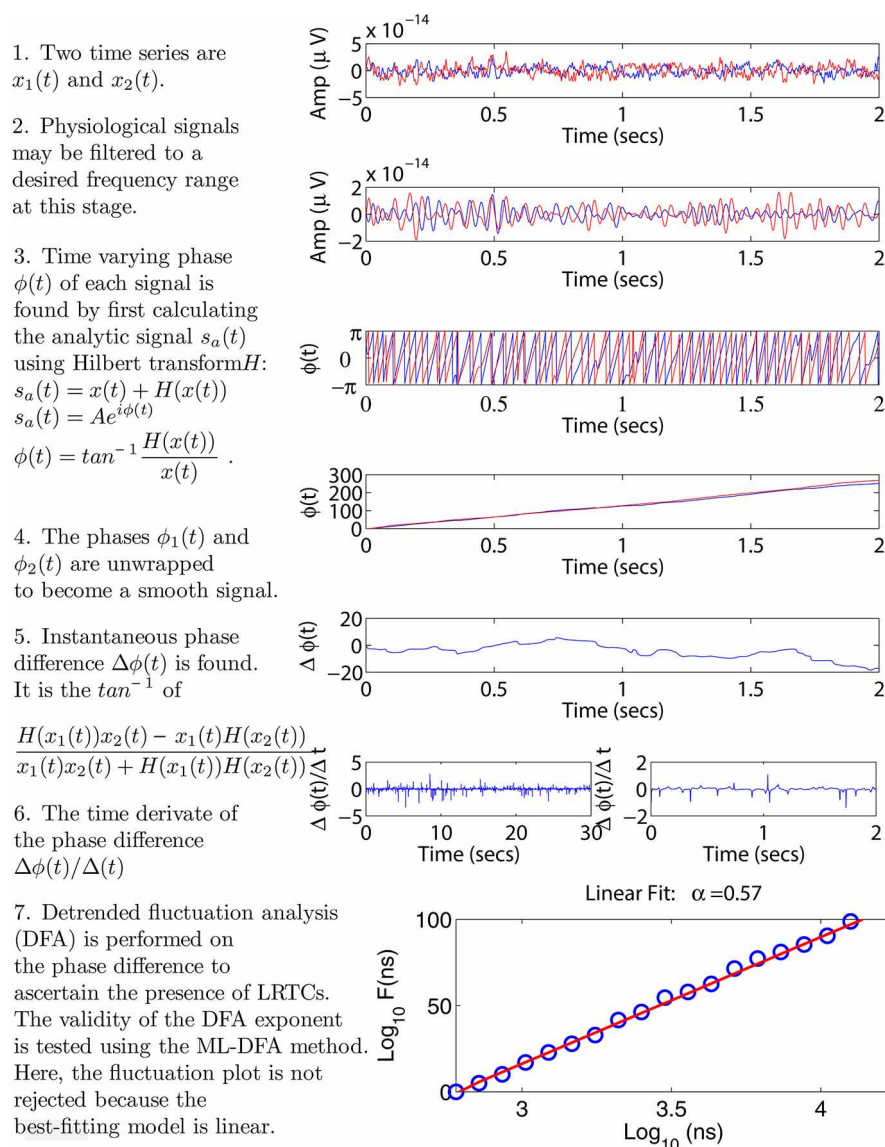 1. Two time series are
x₁(t) and x₂(t).
2. Physiological signals
may be filtered to a
desired frequency range
at this stage.
3. Time varying phase
ϕ(t) of each signal is
found by first calculating
the analytic signal sₐ(t)
using Hilbert transformH:
sₐ(t) = x(t) + H(x(t))
sₐ(t) = Ae^{iϕ(t)}
ϕ(t) = tan⁻¹ H(x(t))
x(t) .
4. The phases ϕ₁(t) and
ϕ₂(t) are unwrapped
to become a smooth signal.
5. Instantaneous phase
difference Δϕ(t) is found.
It is the tan⁻¹ of
H(x₁(t))x₂(t) − x₁(t)H(x₂(t))
x₁(t)x₂(t) + H(x₁(t))H(x₂(t))
6. The time derivate of
the phase difference
Δϕ(t)/Δ(t)
7. Detrended fluctuation analysis
(DFA) is performed on
the phase difference to
ascertain the presence of LRTCs.
The validity of the DFA exponent
is tested using the ML-DFA method.
Here, the fluctuation plot is not
rejected because the
best-fitting model is linear.
x 10⁻¹⁴
5
0
−5
Amp (μ V)
0 0.5 1 1.5 2
Time (secs)
x 10⁻¹⁴
2
0
−2
Amp (μ V)
0 0.5 1 1.5 2
Time (secs)
π
0
−π
ϕ(t)
0 0.5 1 1.5 2
Time (secs)
300
200
100
0
ϕ(t)
0 0.5 1 1.5 2
Time (secs)
20
0
−20
Δ ϕ(t)
0 0.5 1 1.5 2
Time (secs)
5
0
−5
Δ ϕ(t)/Δ t
0 10 20 30
Time (secs)
2
0
−2
Δ ϕ(t)/Δ t
0 1 2
Time (secs)
Linear Fit: α =0.57
100
50
0
Log₁₀ F(ns)
3 3.5 4
Log₁₀ (ns)